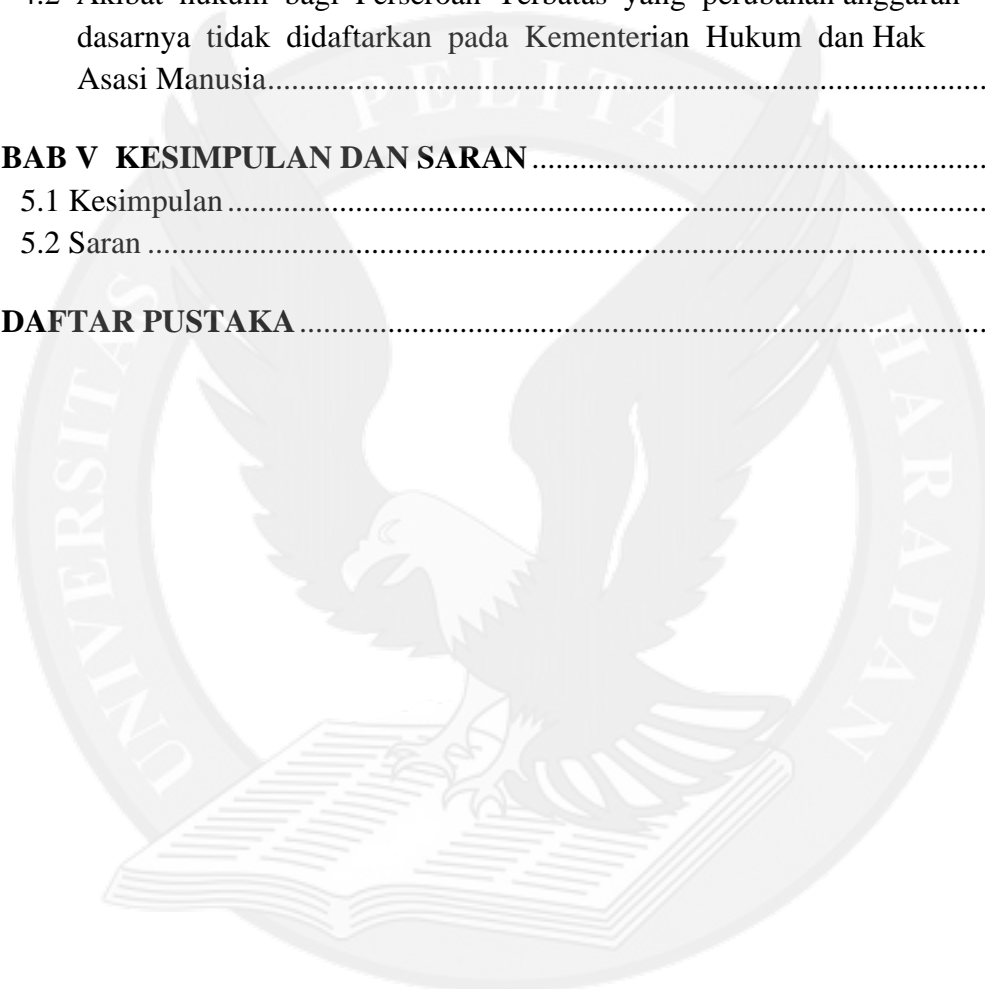 4.2 Akibat hukum bagi Perseroan Terbatas yang perubahan anggaran
dasarnya tidak didaftarkan pada Kementerian Hukum dan Hak
Asasi Manusia..........................................................................................
BAB V KESIMPULAN DAN SARAN.........................................................
5.1 Kesimpulan...............................................................................................
5.2 Saran.........................................................................................................
DAFTAR PUSTAKA......................................................................................
UNIVERSITAS PELITA HARAPAN